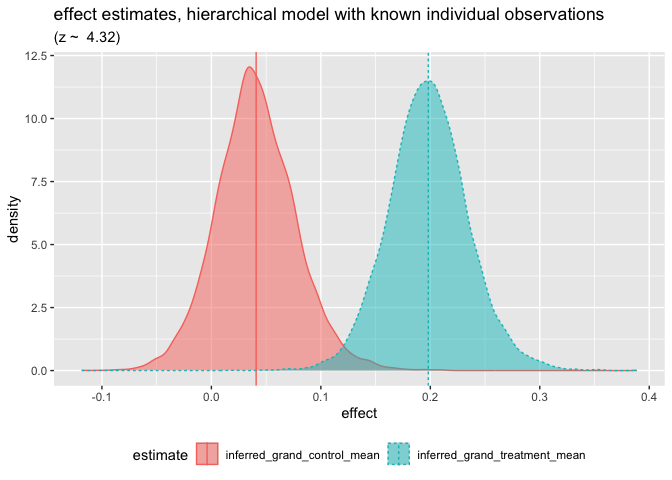 effect estimates, hierarchical model with known individual observations
(z ~  4.32)
12.5
10.0
7.5
5.0
2.5
0.0
density
-0.1
0.0
0.1
0.2
0.3
0.4
effect
estimate
inferred_grand_control_mean
inferred_grand_treatment_mean